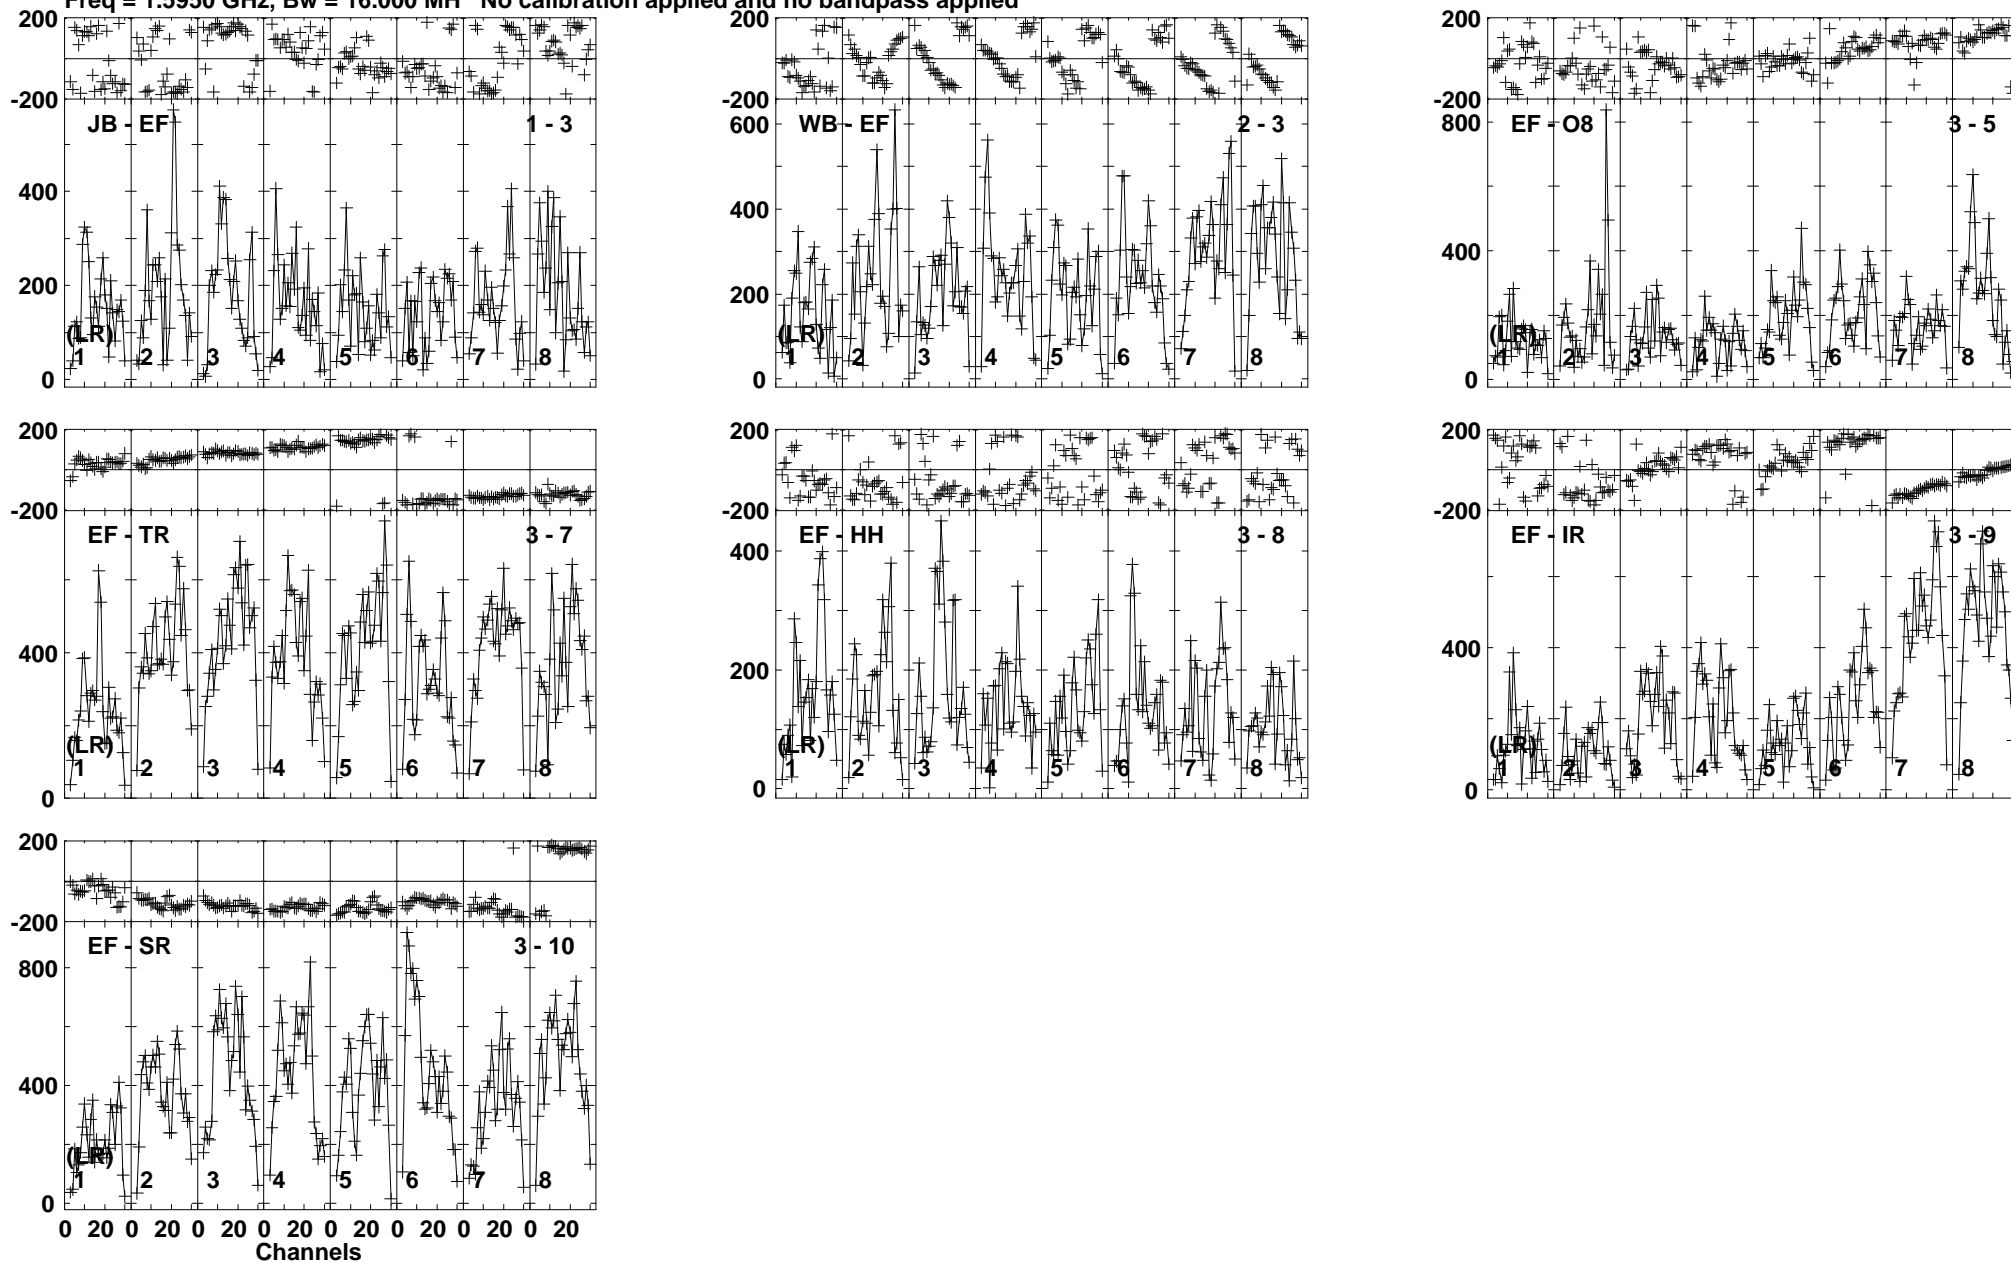 Freq = 1.5950 GHz, Bw = 16.000 MH No calibration applied and no bandpass applied
200 200 200
-200 -200 -200
JB - EF 1 - 3 WB - EF 2 - 3 EF - O8 3 - 5
600 800
400 400 400
200 200
(LR) (LR) (LR)
1 2 3 4 5 6 7 8 1 2 3 4 5 6 7 8 1 2 3 4 5 6 7 8
0 0 0
200 200 200
-200 -200 -200
EF - TR 3 - 7 EF - HH 3 - 8 EF - IR 3 - 9
400 400 400
200
(LR) (LR) (LR)
1 2 3 4 5 6 7 8 1 2 3 4 5 6 7 8 1 2 3 4 5 6 7 8
0 0 0
200
-200
EF - SR 3 - 10
800
400
(LR)
1 2 3 4 5 6 7 8
0
0 20 0 20 0 20 0 20 0 20 0 20 0 20 0 20
Channels